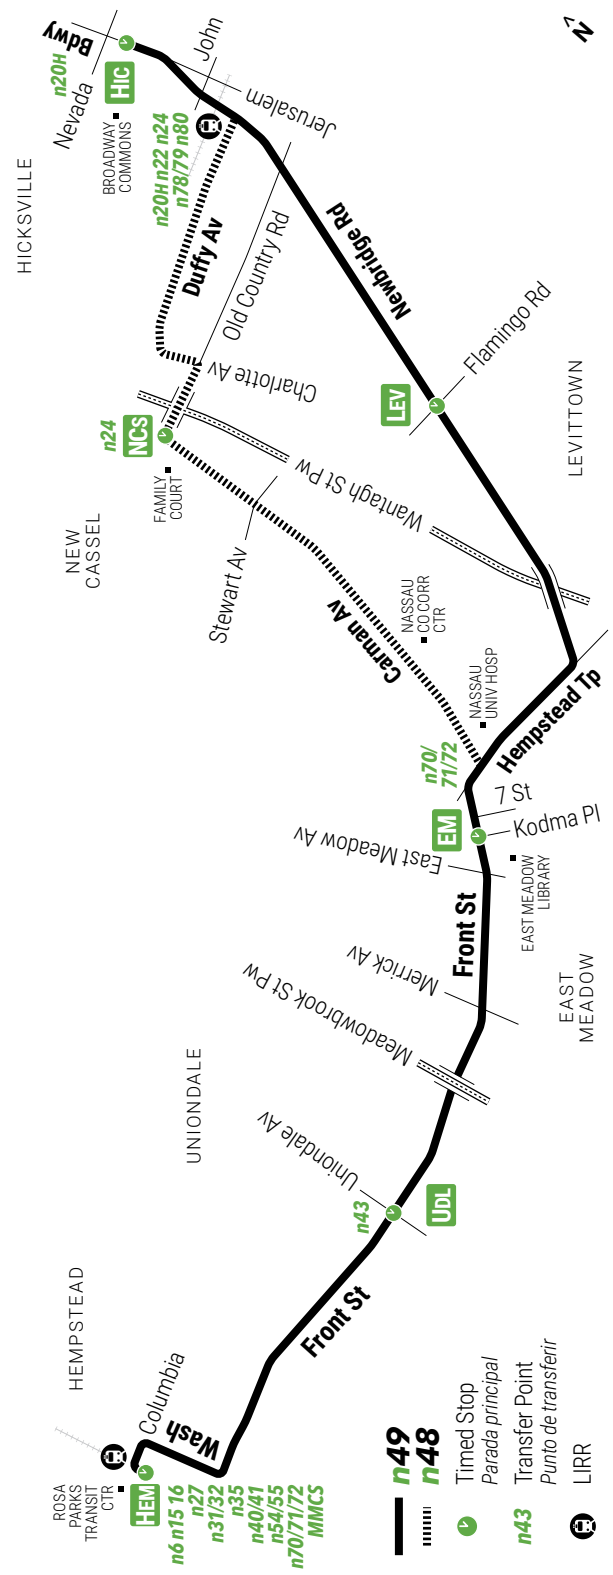 HICKSVILLE
Nevada
n20H
Bdwy
HIC
BROADWAY
COMMONS
John
Jerusalem
n20H n22 n24
n78/79 n80
Duffy Av
Old Country Rd
Charlotte Av
n24
NCS
FAMILY
COURT
NEW
CASSEL
Stewart Av
Carman Av
Wantagh St Pw
Newbridge Rd
LEV
Flamingo Rd
LEVITTOWN
NASSAU
CO CORR
CTR
NASSAU
UNIV HOSP
Hempstead Tp
n70/
71/72
EM
7 St
Kodma Pl
East Meadow Av
EAST MEADOW
LIBRARY
Front St
Merrick Av
EAST
MEADOW
Meadowbrook St Pw
UNIONDALE
Uniondale Av
n43
UDL
Front St
HEMPSTEAD
Columbia
Wash
ROSA
PARKS
TRANSIT
CTR
HEM
n6 n15 16
n27
n31/32
n35
n40/41
n54/55
n70/71/72
MMCS
n49
n48
Timed Stop
Parada principal
n43 Transfer Point
Punto de transferir
LIRR
N